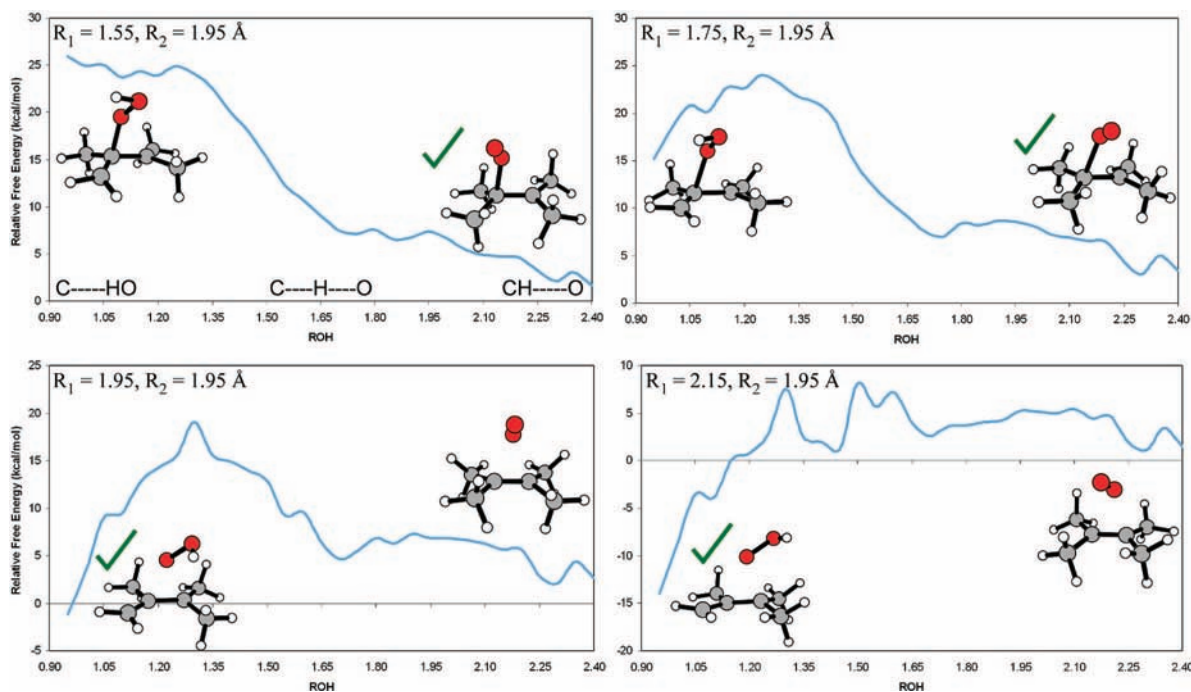 R₁ = 1.55, R₂ = 1.95 Å
Relative Free Energy (kcal/mol)
30
25
20
15
10
5
0
C-----HO
C----H----O
CH-----O
0.90 1.05 1.20 1.35 1.50 1.65 1.80 1.95 2.10 2.25 2.40
ROH
R₁ = 1.75, R₂ = 1.95 Å
30
25
20
15
10
5
0
0.90 1.05 1.20 1.35 1.50 1.65 1.80 1.95 2.10 2.25 2.40
ROH
R₁ = 1.95, R₂ = 1.95 Å
Relative Free Energy (kcal/mol)
25
20
15
10
5
0
-5
0.90 1.05 1.20 1.35 1.50 1.65 1.80 1.95 2.10 2.25 2.40
ROH
R₁ = 2.15, R₂ = 1.95 Å
10
5
0
-5
-10
-15
-20
0.90 1.05 1.20 1.35 1.50 1.65 1.80 1.95 2.10 2.25 2.40
ROH